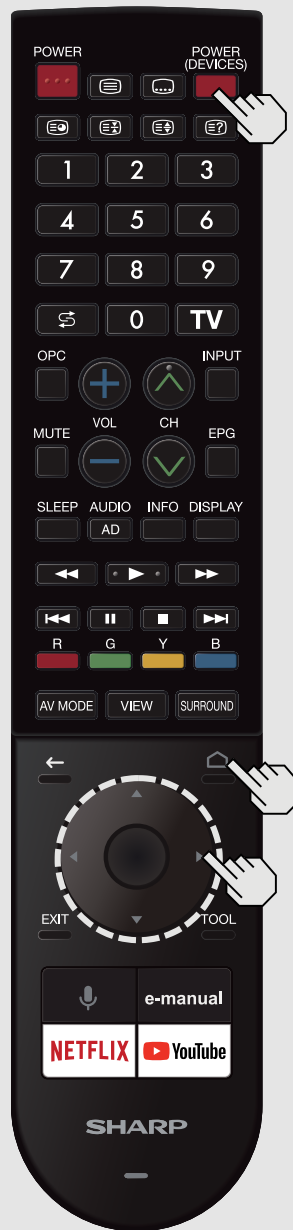 POWER
POWER
(DEVICES)
1 2 3
4 5 6
7 8 9
0 TV
OPC INPUT
MUTE VOL CH EPG
SLEEP AUDIO INFO DISPLAY
AD
R G Y B
AV MODE VIEW SURROUND
EXIT TOOL
e-manual
NETFLIX YouTube
SHARP